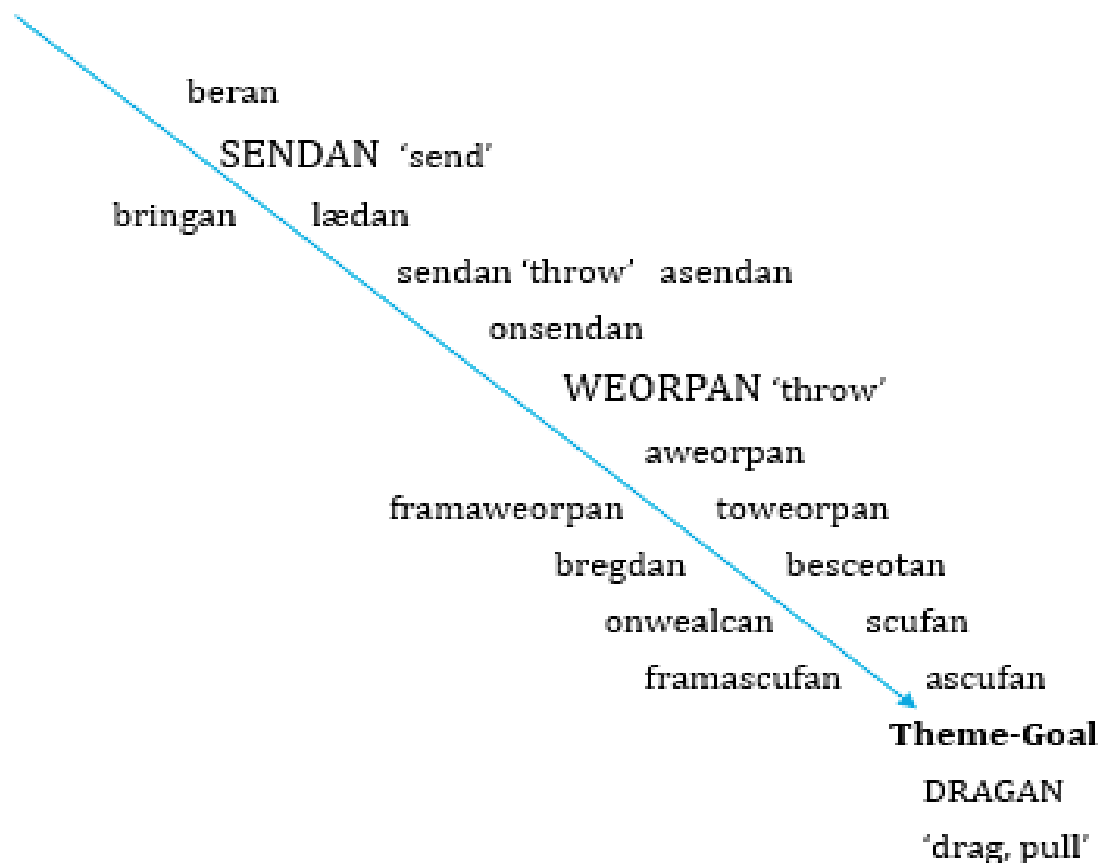 beran
SENDAN ‘send’
bringan lædan
sendan ‘throw’ asendan
onsendan
WEORPAN ‘throw’
aweorpan
framaweorpan toweorpan
bregdan besceotan
onwealcan scufan
framascufan ascufan
Theme-Goal
DRAGAN
‘drag, pull’